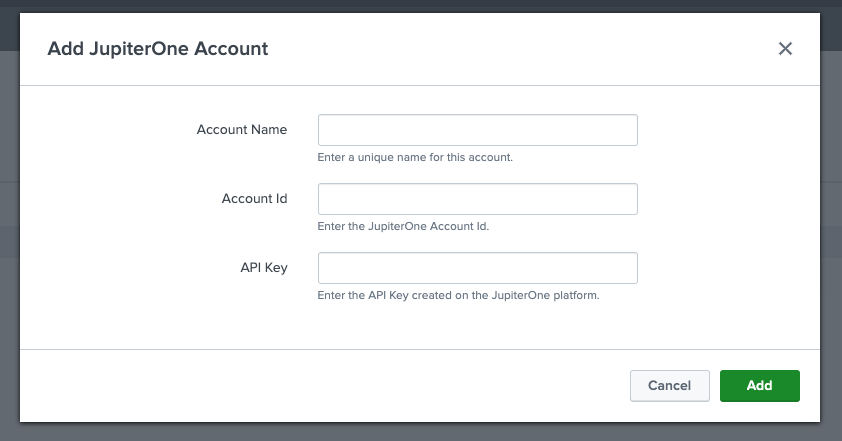 Add JupiterOne Account
Account Name
Enter a unique name for this account.
Account Id
Enter the JupiterOne Account Id.
API Key
Enter the API Key created on the JupiterOne platform.
Cancel
Add